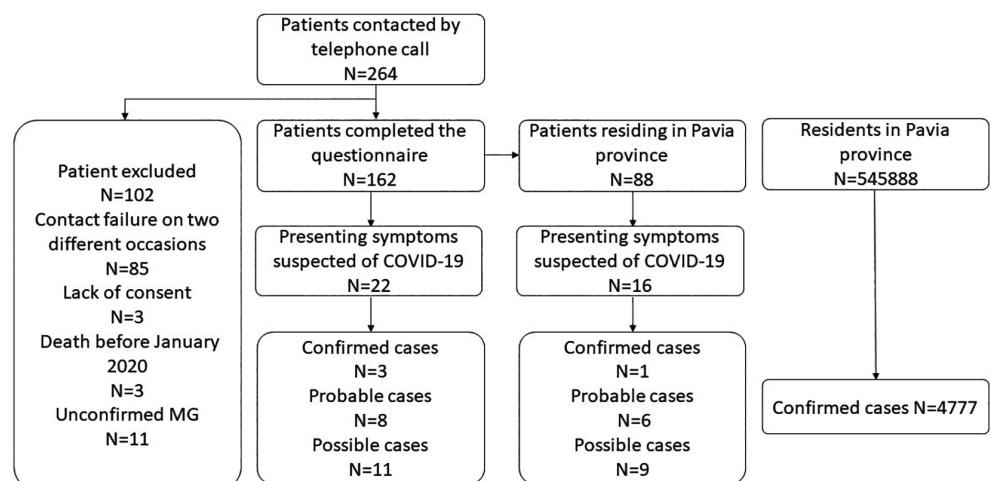 Patients contacted by
telephone call
N=264
Patient excluded
N=102
Contact failure on two
different occasions
N=85
Lack of consent
N=3
Death before January
2020
N=3
Unconfirmed MG
N=11
Patients completed the
questionnaire
N=162
Presenting symptoms
suspected of COVID-19
N=22
Confirmed cases
N=3
Probable cases
N=8
Possible cases
N=11
Patients residing in Pavia
province
N=88
Presenting symptoms
suspected of COVID-19
N=16
Confirmed cases
N=1
Probable cases
N=6
Possible cases
N=9
Residents in Pavia
province
N=545888
Confirmed cases N=4777